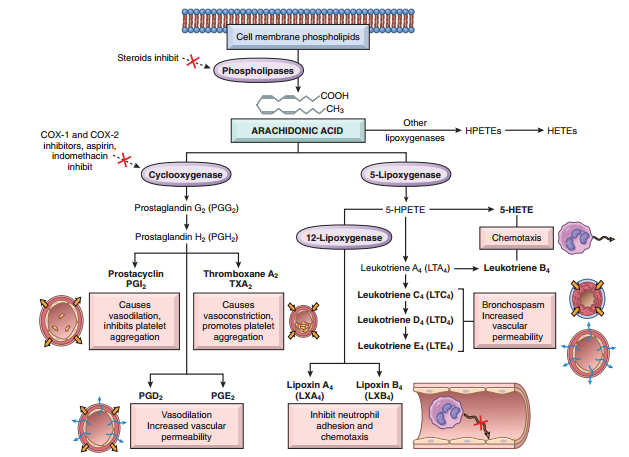 Cell membrane phospholipids
Steroids inhibit
Phospholipases
COOH
CH3
ARACHIDONIC ACID
Other
lipoxygenases
HPETEs
HETEs
COX-1 and COX-2
inhibitors, aspirin,
indomethacin
inhibit
Cyclooxygenase
5-Lipoxygenase
Prostaglandin G2 (PGG2)
5-HPETE
5-HETE
Prostaglandin H2 (PGH2)
12-Lipoxygenase
Chemotaxis
Leukotriene A4 (LTA4)
Leukotriene B4
Prostacyclin
PGI2
Thromboxane A2
TXA2
Causes
vasodilation,
inhibits platelet
aggregation
Causes
vasoconstriction,
promotes platelet
aggregation
Leukotriene C4 (LTC4)
Leukotriene D4 (LTD4)
Leukotriene E4 (LTE4)
Bronchospasm
Increased
vascular
permeability
PGD2
PGE2
Vasodilation
Increased vascular
permeability
Lipoxin A4
(LXA4)
Lipoxin B4
(LXB4)
Inhibit neutrophil
adhesion and
chemotaxis